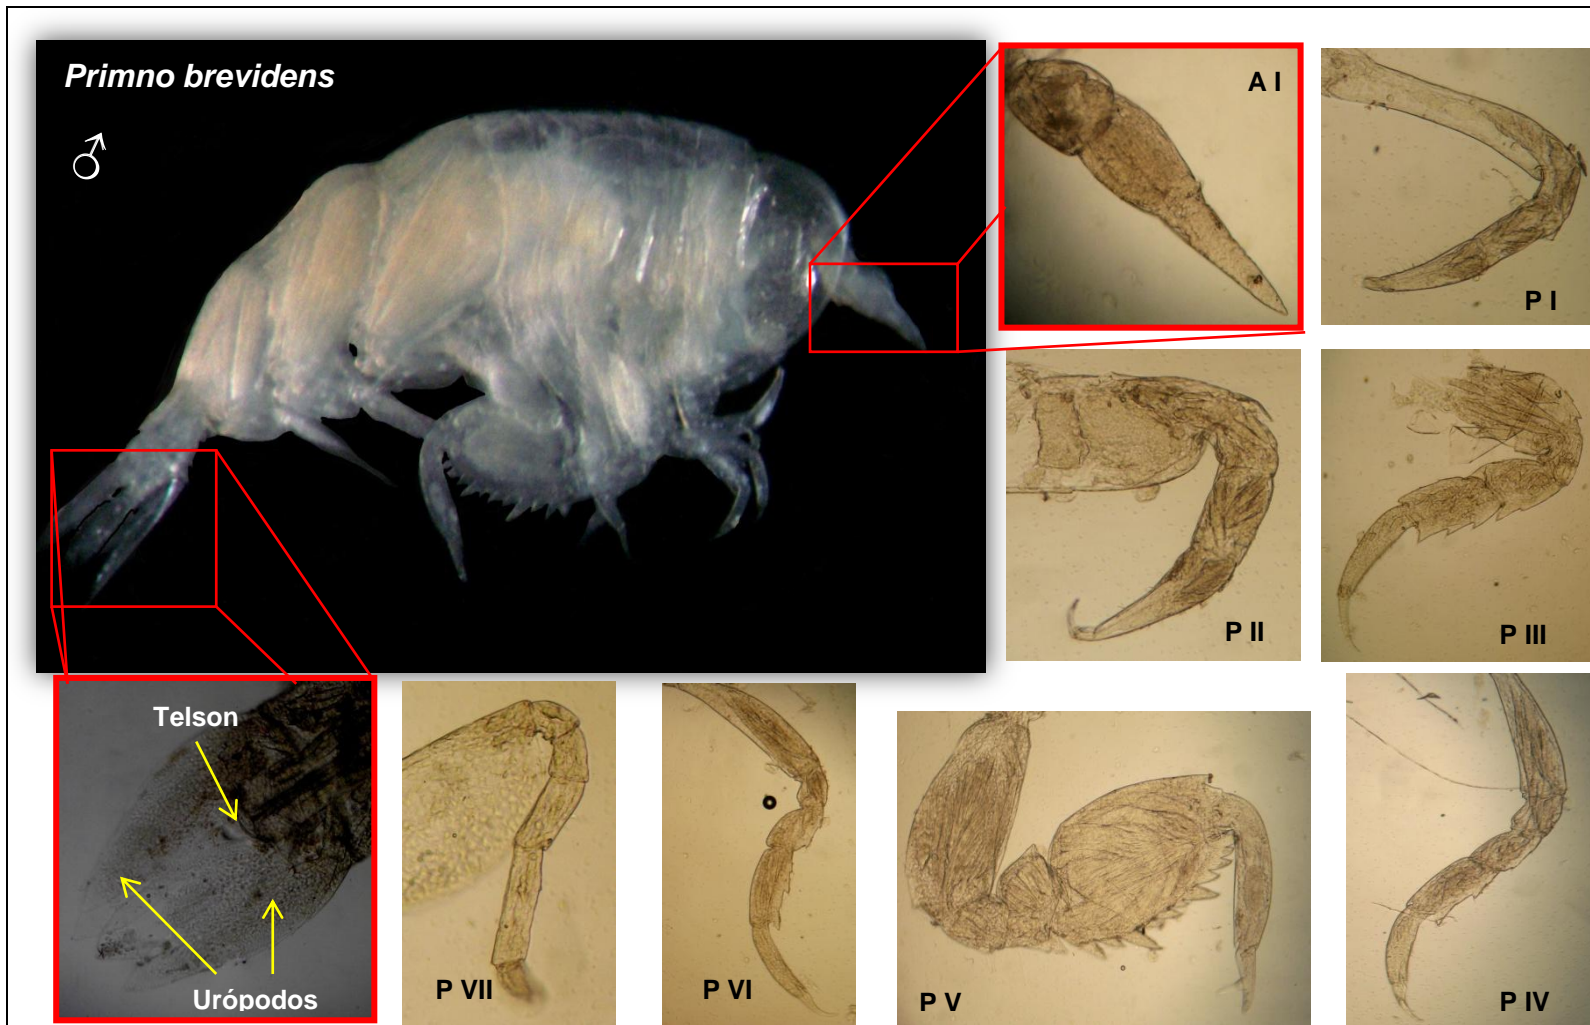 Primno brevidens
♂
A I
P I
P II
P III
Telson
Urópodos
P VII
P VI
P V
P IV